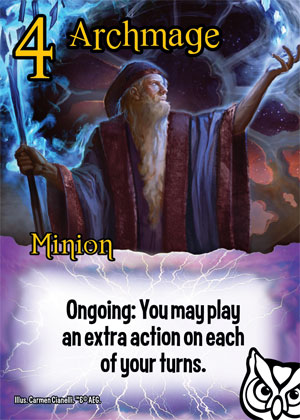 4 Archmage
Minion
Ongoing: You may play
an extra action on each
of your turns.
Illus. Carmen Cianelli, ™© AEG.